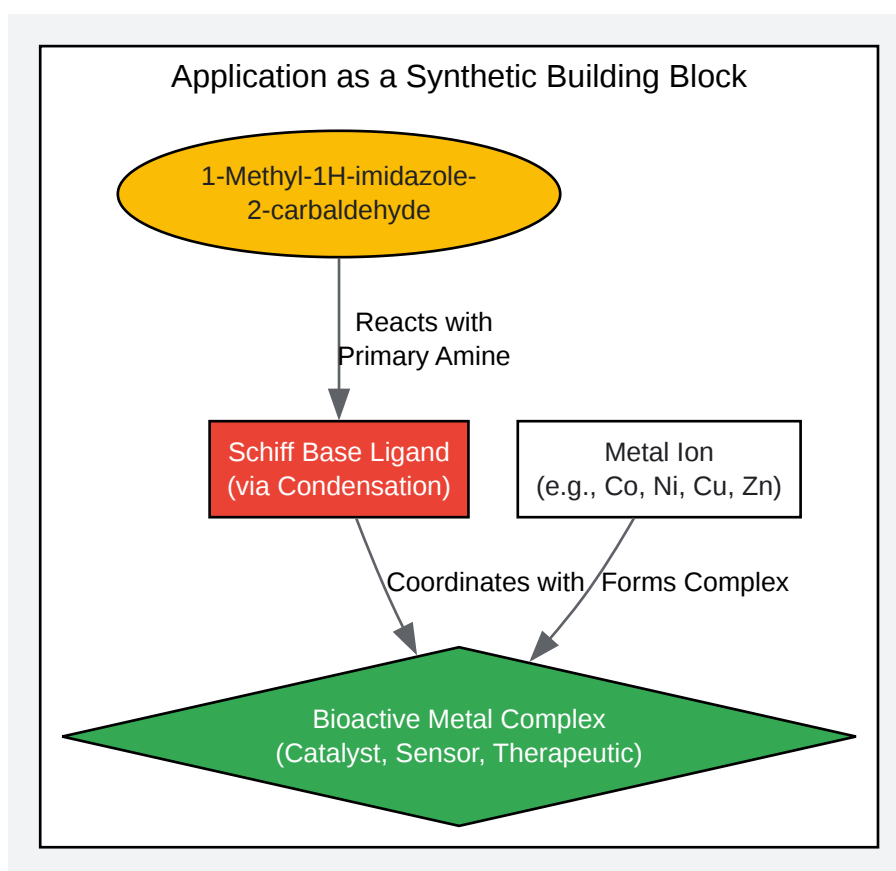 Application as a Synthetic Building Block
1-Methyl-1H-imidazole-
2-carbaldehyde
Reacts with
Primary Amine
Schiff Base Ligand
(via Condensation)
Metal Ion
(e.g., Co, Ni, Cu, Zn)
Coordinates with
Forms Complex
Bioactive Metal Complex
(Catalyst, Sensor, Therapeutic)